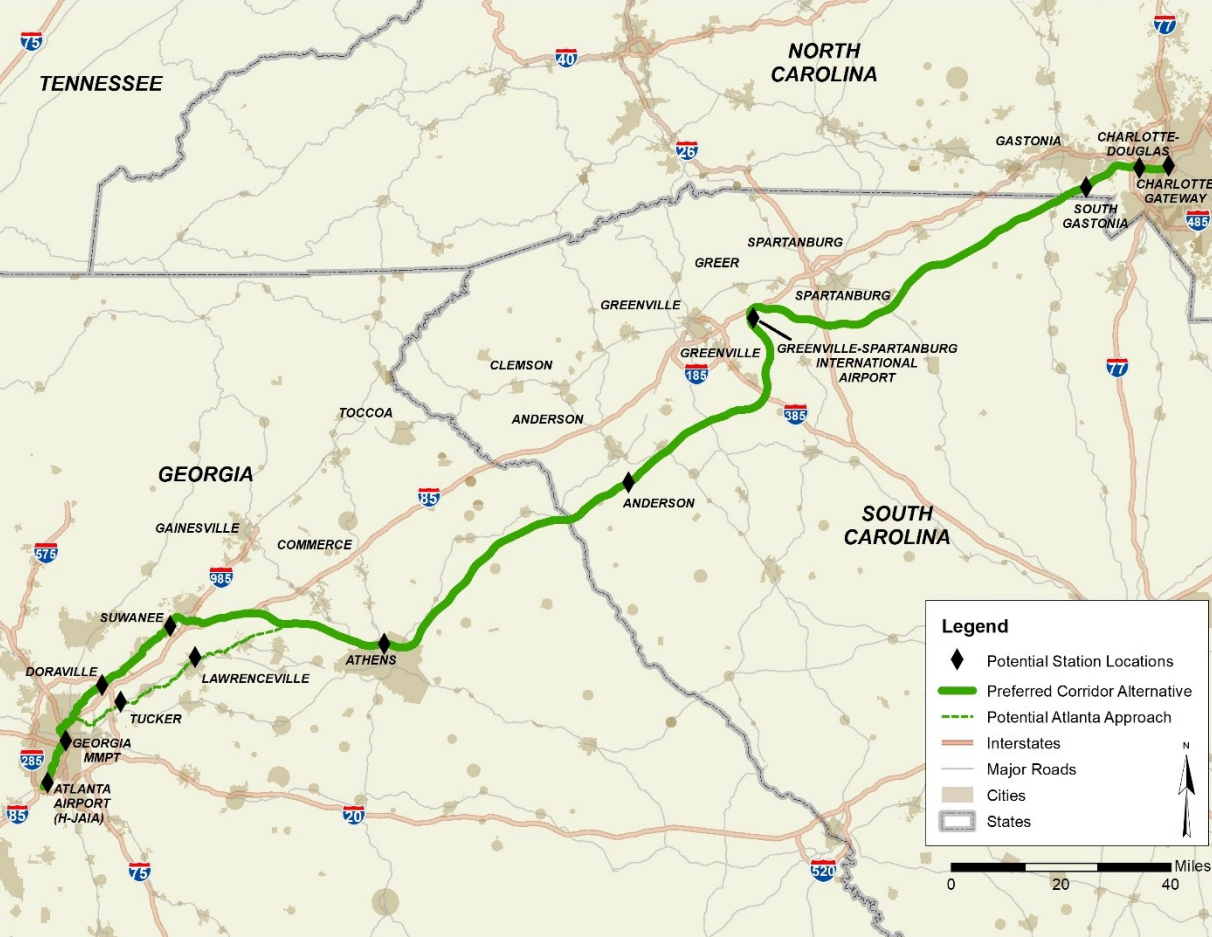 75
77
40
NORTH
CAROLINA
TENNESSEE
26
GASTONIA
CHARLOTTE-
DOUGLAS
CHARLOTTE
GATEWAY
SOUTH
GASTONIA
485
SPARTANBURG
GREER
SPARTANBURG
GREENVILLE
GREENVILLE
GREENVILLE-SPARTANBURG
INTERNATIONAL
AIRPORT
CLEMSON
185
77
385
TOCCOA
ANDERSON
GEORGIA
85
ANDERSON
SOUTH
CAROLINA
GAINESVILLE
COMMERCE
575
985
SUWANEE
ATHENS
DORAVILLE
LAWRENCEVILLE
TUCKER
GEORGIA
MMPT
285
ATLANTA
AIRPORT
(H-JAIA)
85
20
75
520
Legend
Potential Station Locations
Preferred Corridor Alternative
Potential Atlanta Approach
Interstates
Major Roads
Cities
States
N
Miles
0 20 40